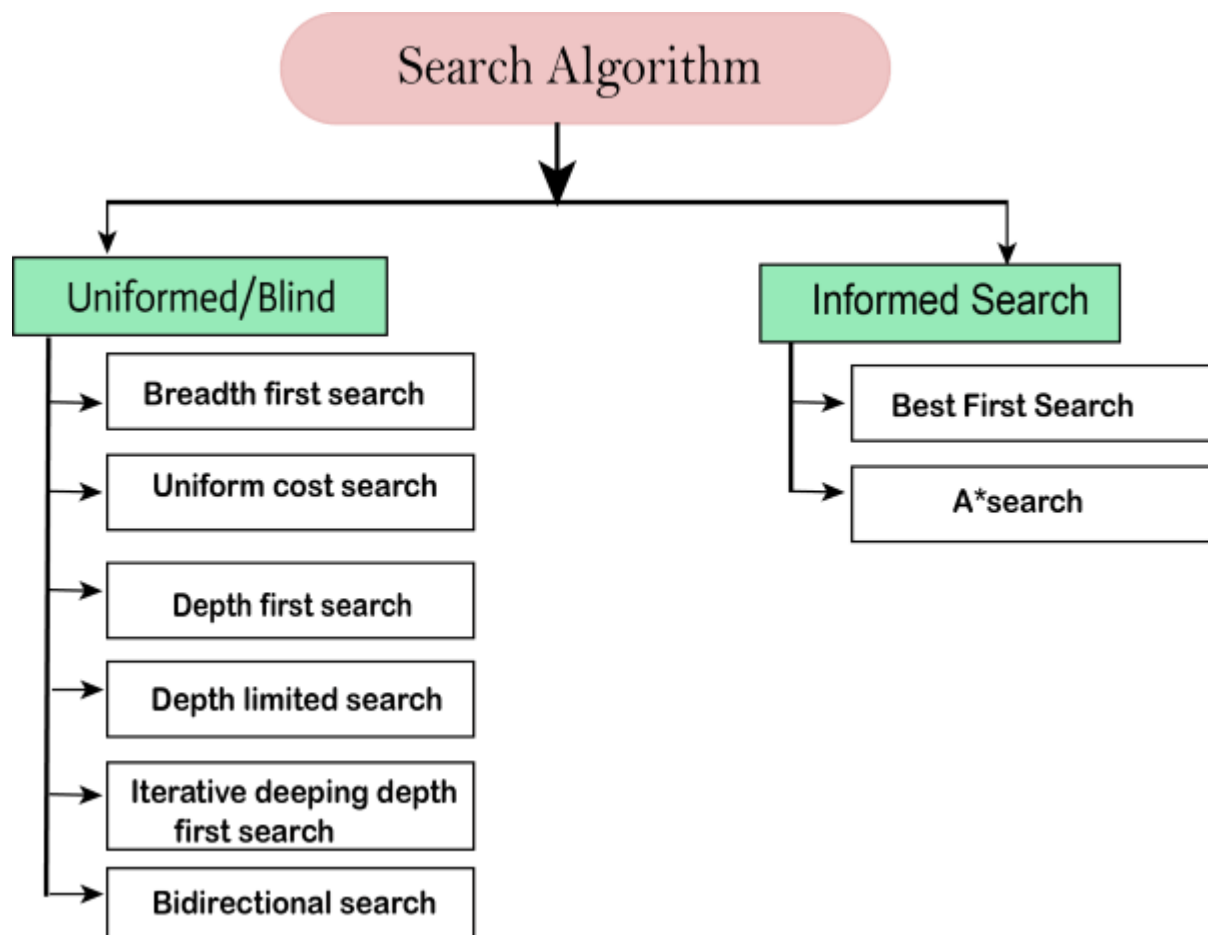 Search Algorithm
Uniformed/Blind
Breadth first search
Uniform cost search
Depth first search
Depth limited search
Iterative deeping depth
first search
Bidirectional search
Informed Search
Best First Search
A*search